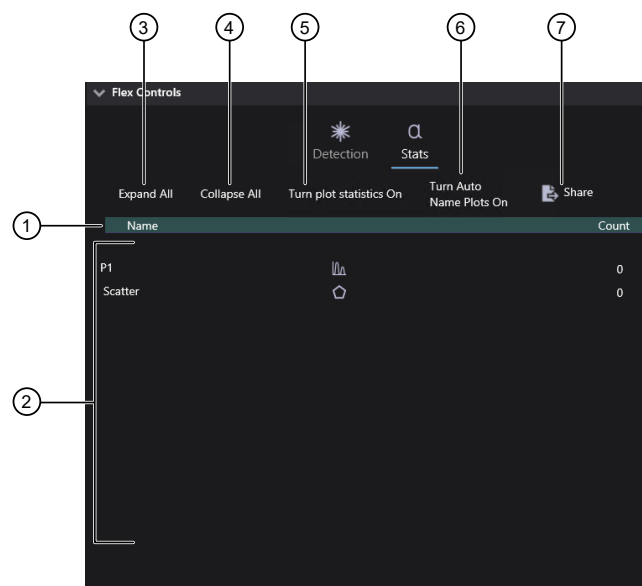 3 4 5 6 7
Flex Controls
Detection α Stats
Expand All Collapse All Turn plot statistics On Turn Auto Name Plots On Share
1
Name Count
P1 0
Scatter 0
2